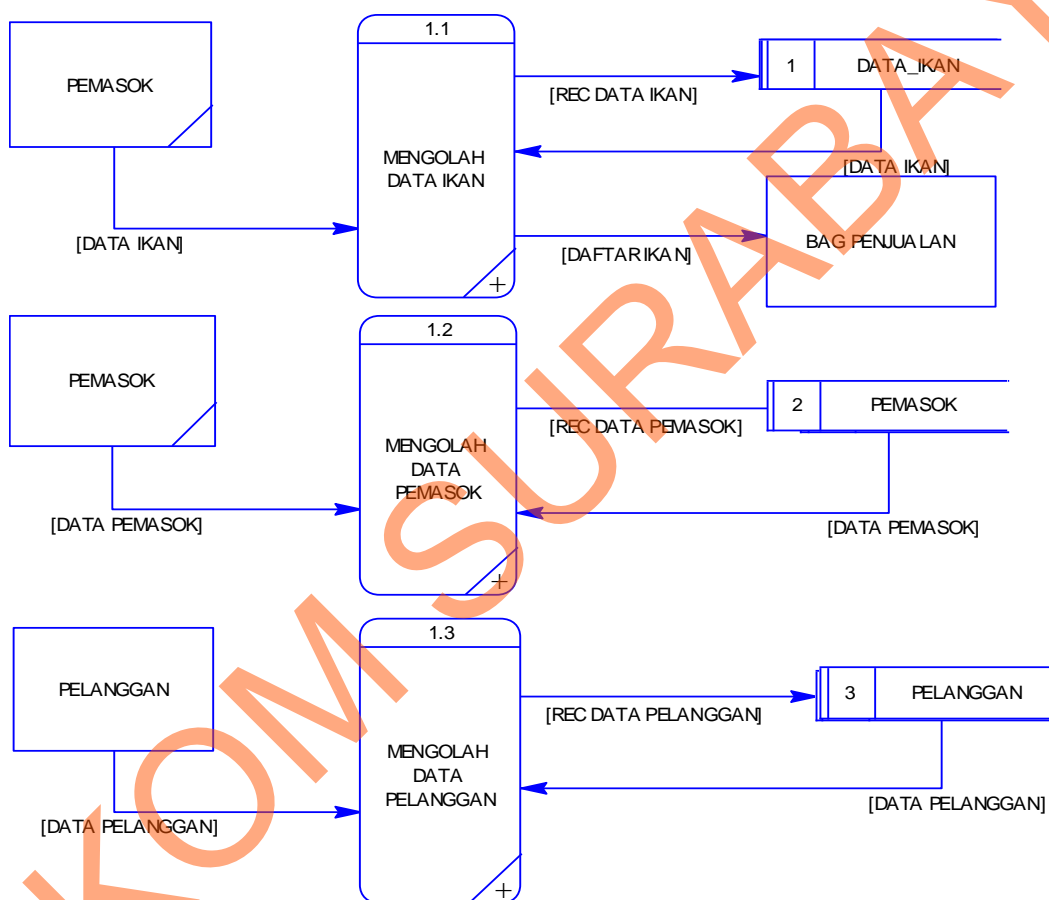 1.1
PEMASOK
MENGOLAH
DATA IKAN
[REC DATA IKAN]
1
DATA_IKAN
[DATA IKAN]
[DATA IKAN]
[DAFTAR IKAN]
BAG PENJUALAN
1.2
PEMASOK
MENGOLAH
DATA
PEMASOK
[REC DATA PEMASOK]
2
PEMASOK
[DATA PEMASOK]
[DATA PEMASOK]
1.3
PELANGGAN
MENGOLAH
DATA
PELANGGAN
[REC DATA PELANGGAN]
3
PELANGGAN
[DATA PELANGGAN]
[DATA PELANGGAN]
KOM SURABAY